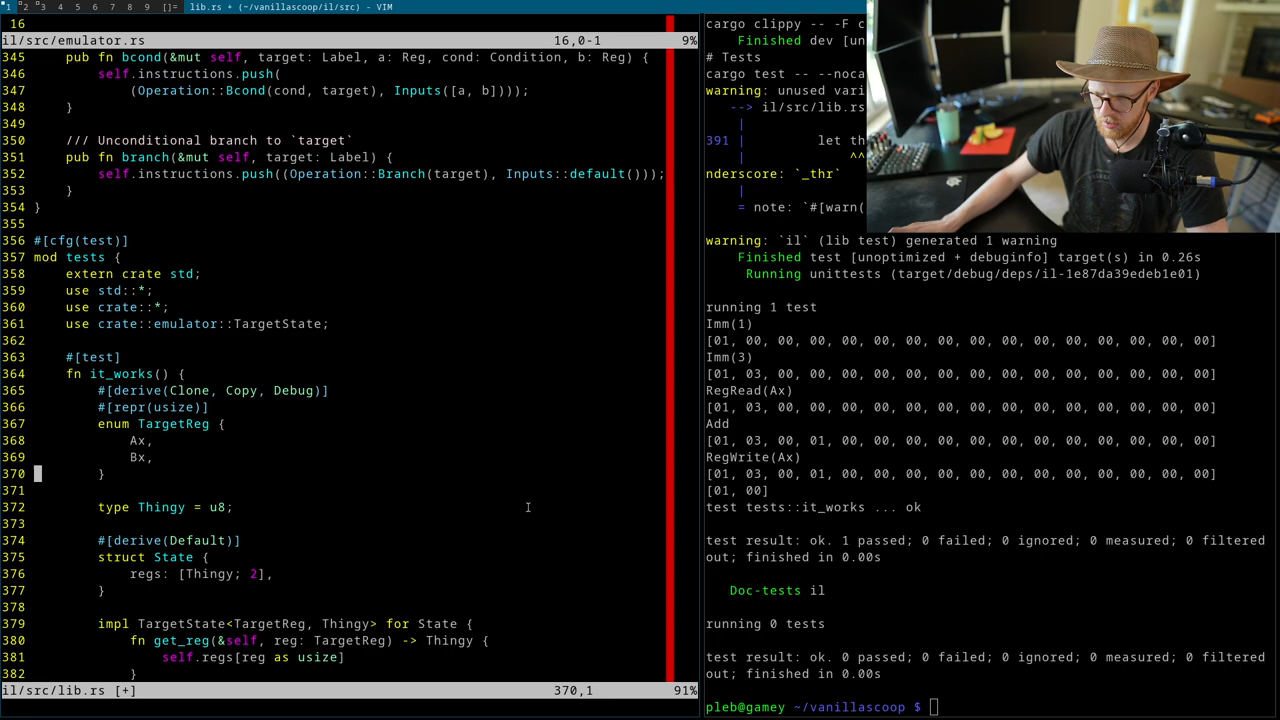 1 2 3 4 5 6 7 8 9 []= lib.rs + (~/vanillascoop/il/src) - VIM
16
il/src/emulator.rs 16,0-1 9%
345     pub fn bcond(&mut self, target: Label, a: Reg, cond: Condition, b: Reg) {
346         self.instructions.push(
347             (Operation::Bcond(cond, target), Inputs([a, b])));
348     }
349
350     /// Unconditional branch to `target`
351     pub fn branch(&mut self, target: Label) {
352         self.instructions.push((Operation::Branch(target), Inputs::default()));
353     }
354 }
355
356 #[cfg(test)]
357 mod tests {
358     extern crate std;
359     use std::*;
360     use crate::*;
361     use crate::emulator::TargetState;
362
363     #[test]
364     fn it_works() {
365         #[derive(Clone, Copy, Debug)]
366         #[repr(usize)]
367         enum TargetReg {
368             Ax,
369             Bx,
370         }
371
372         type Thingy = u8;
373
374         #[derive(Default)]
375         struct State {
376             regs: [Thingy; 2],
377         }
378
379         impl TargetState<TargetReg, Thingy> for State {
380             fn get_reg(&self, reg: TargetReg) -> Thingy {
381                 self.regs[reg as usize]
382             }
il/src/lib.rs [+] 370,1 91%
cargo clippy -- -F c
    Finished dev [un
# Tests
cargo test -- --noca
warning: unused vari
   --> il/src/lib.rs
    |
391 |         let th
    |             ^^
nderscore: `_thr`
    |
    = note: `#[warn(
warning: `il` (lib test) generated 1 warning
    Finished test [unoptimized + debuginfo] target(s) in 0.26s
     Running unittests (target/debug/deps/il-1e87da39edeb1e01)
running 1 test
Imm(1)
[01, 00, 00, 00, 00, 00, 00, 00, 00, 00, 00, 00, 00, 00, 00, 00]
Imm(3)
[01, 03, 00, 00, 00, 00, 00, 00, 00, 00, 00, 00, 00, 00, 00, 00]
RegRead(Ax)
[01, 03, 00, 00, 00, 00, 00, 00, 00, 00, 00, 00, 00, 00, 00, 00]
Add
[01, 03, 00, 01, 00, 00, 00, 00, 00, 00, 00, 00, 00, 00, 00, 00]
RegWrite(Ax)
[01, 03, 00, 01, 00, 00, 00, 00, 00, 00, 00, 00, 00, 00, 00, 00]
[01, 00]
test tests::it_works ... ok
test result: ok. 1 passed; 0 failed; 0 ignored; 0 measured; 0 filtered
out; finished in 0.00s
   Doc-tests il
running 0 tests
test result: ok. 0 passed; 0 failed; 0 ignored; 0 measured; 0 filtered
out; finished in 0.00s
pleb@gamey ~/vanillascoop $